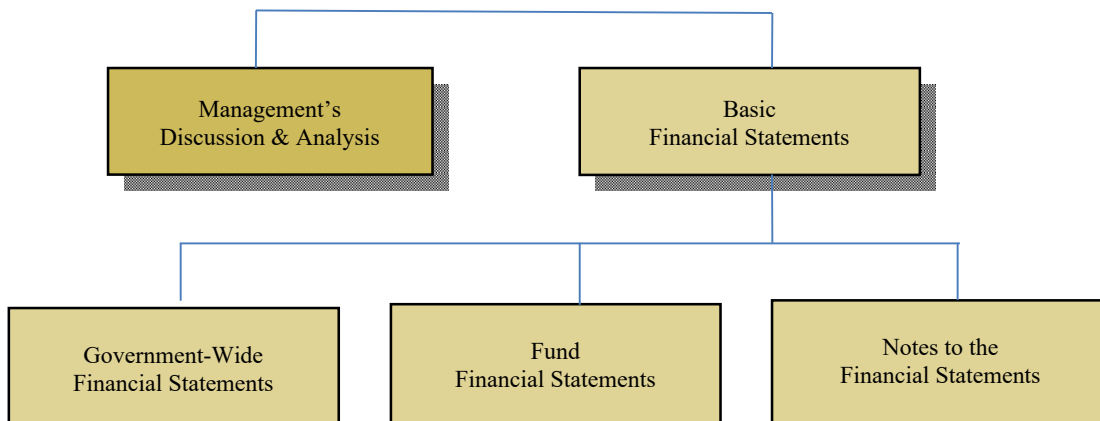 Management’s
Discussion & Analysis
Basic
Financial Statements
Government-Wide
Financial Statements
Fund
Financial Statements
Notes to the
Financial Statements